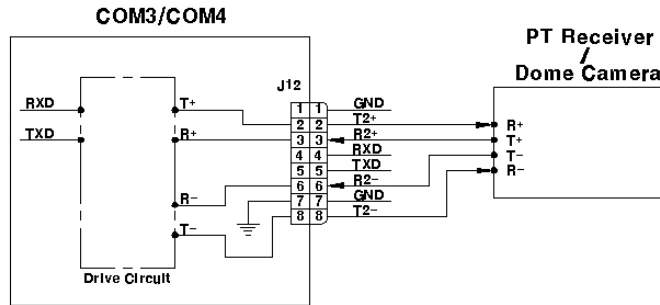 COM3/COM4
PT Receiver
/
Dome Camera
J12
RXD
TXD
T+
R+
R-
T-
Drive Circuit
1 1 GND
2 2 T2+
3 3 R2+
4 4 RXD
5 5 TXD
6 6 R2-
7 7 GND
8 8 T2-
R+
T+
T-
R-